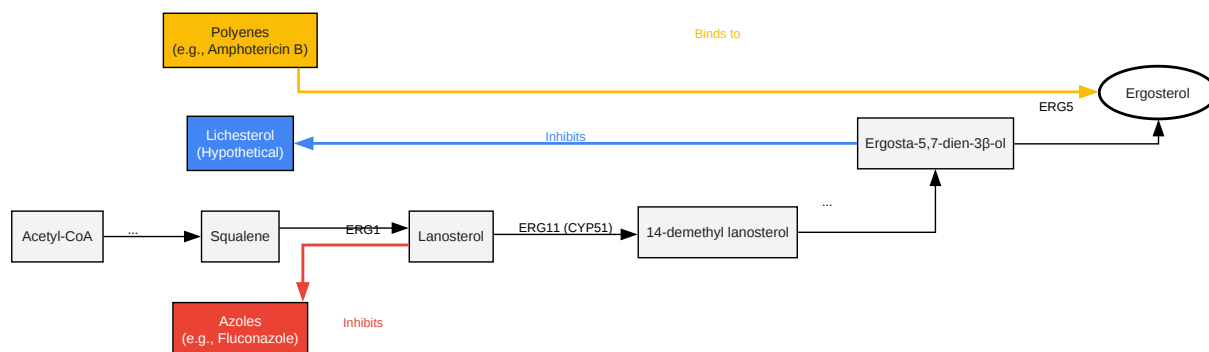 Polyenes
(e.g., Amphotericin B)
Binds to
Ergosterol
ERG5
Lichesterol
(Hypothetical)
Inhibits
Ergosta-5,7-dien-3β-ol
...
Acetyl-CoA
...
Squalene
ERG1
Lanosterol
ERG11 (CYP51)
14-demethyl lanosterol
Azoles
(e.g., Fluconazole)
Inhibits